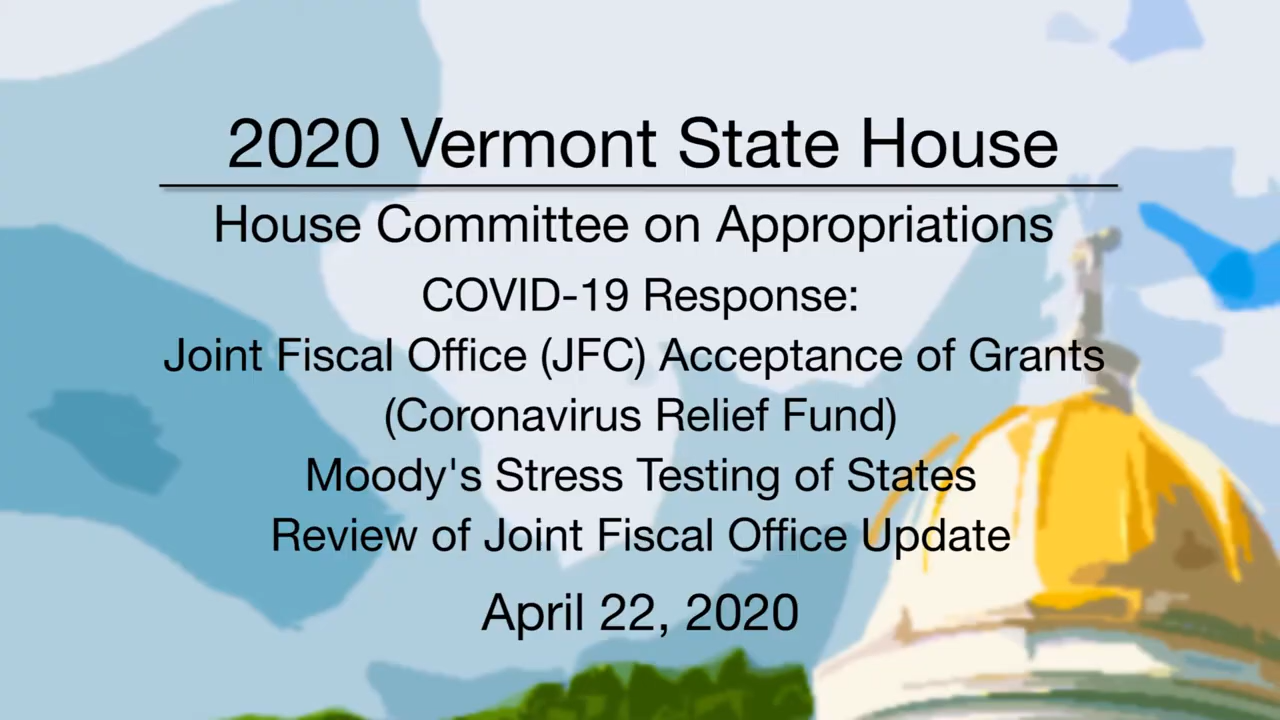 2020 Vermont State House
House Committee on Appropriations
COVID-19 Response:
Joint Fiscal Office (JFC) Acceptance of Grants
(Coronavirus Relief Fund)
Moody's Stress Testing of States
Review of Joint Fiscal Office Update
April 22, 2020